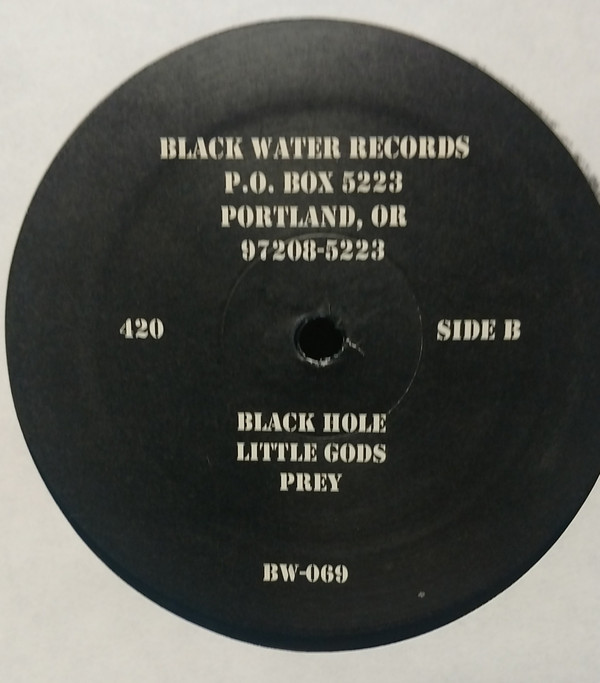 BLACK WATER RECORDS
P.O. BOX 5223
PORTLAND, OR
97208-5223
420
SIDE B
BLACK HOLE
LITTLE GODS
PREY
BW-069